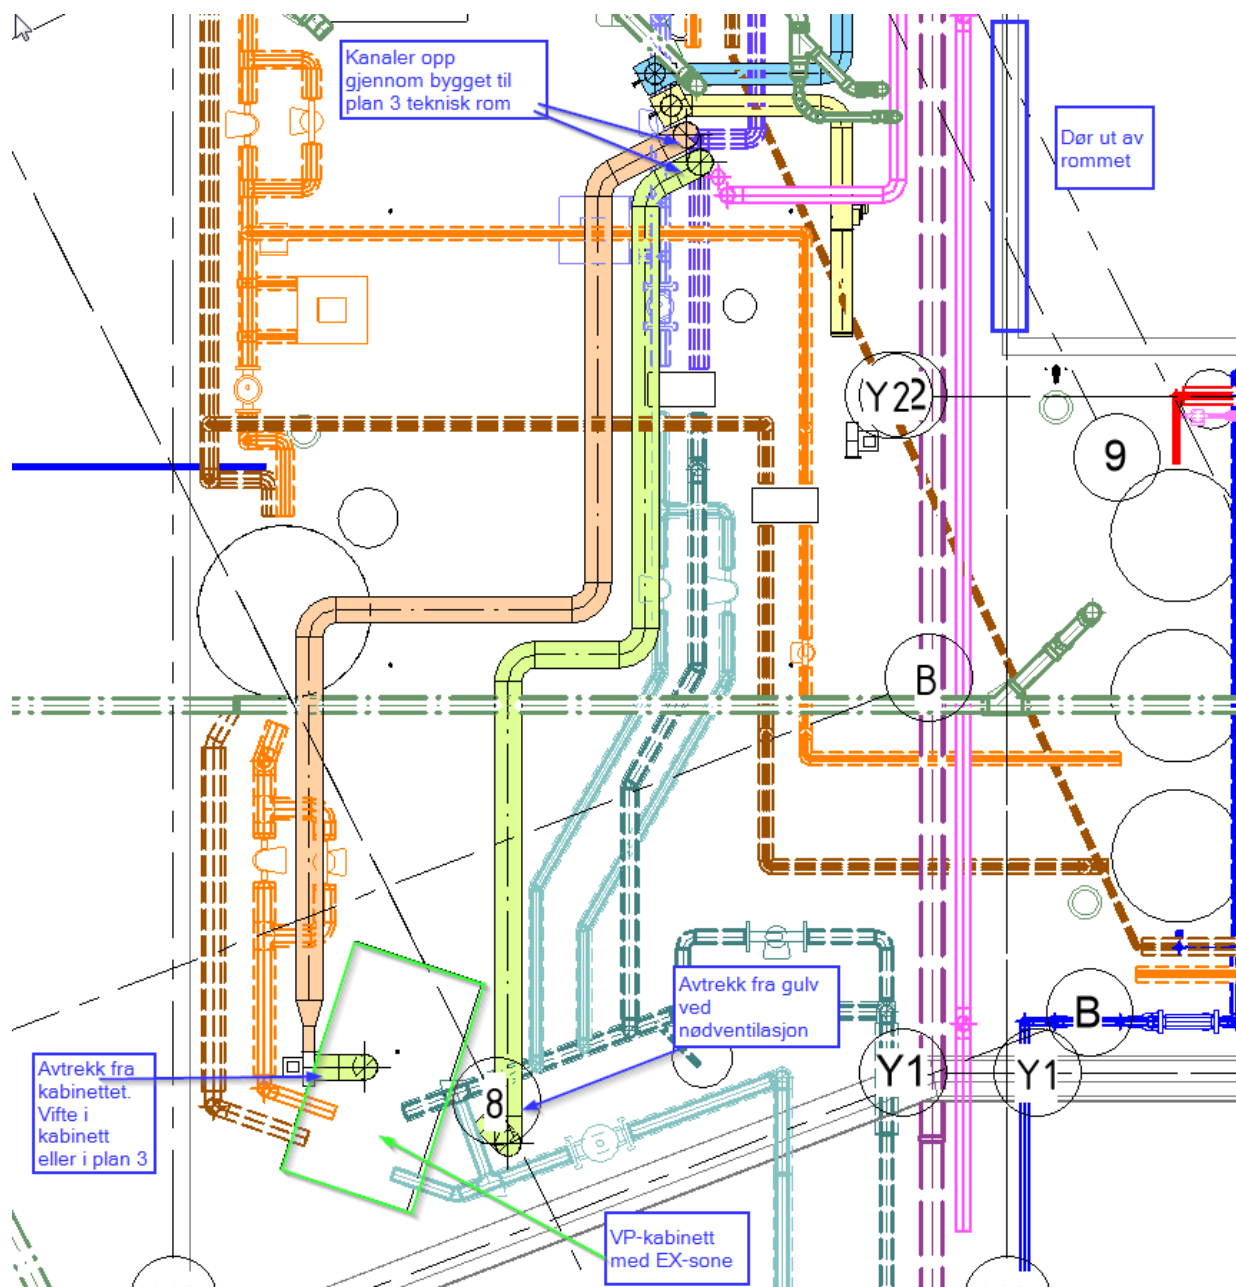 Kanaler opp
gjennom bygget til
plan 3 teknisk rom
Dør ut av
rommet
Y22
9
B
Avtrekk fra gulv
ved
nødventilasjon
B
Y1
Y1
Avtrekk fra
kabinettet.
Vifte i
kabinett
eller i plan 3
8
VP-kabinett
med EX-sone